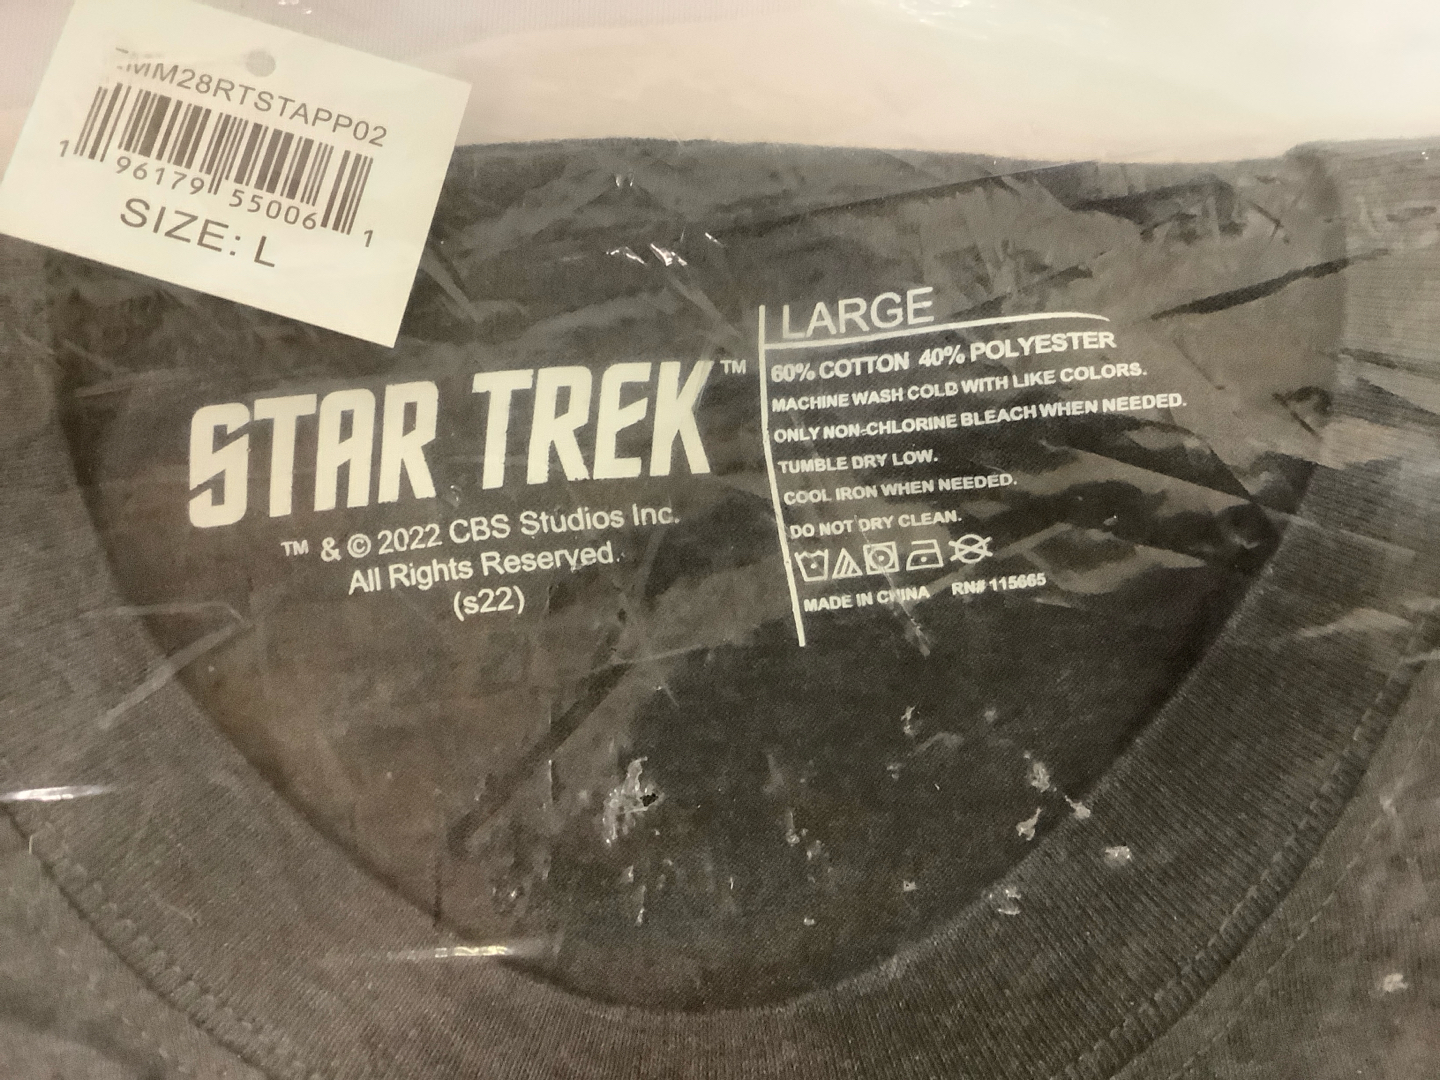 MM28RTSTAPP02
1 96179 55006 1
SIZE: L
STAR TREK™
™ & © 2022 CBS Studios Inc.
All Rights Reserved.
(s22)
LARGE
60% COTTON 40% POLYESTER
MACHINE WASH COLD WITH LIKE COLORS.
ONLY NON-CHLORINE BLEACH WHEN NEEDED.
TUMBLE DRY LOW.
COOL IRON WHEN NEEDED.
DO NOT DRY CLEAN.
MADE IN CHINA RN# 115665